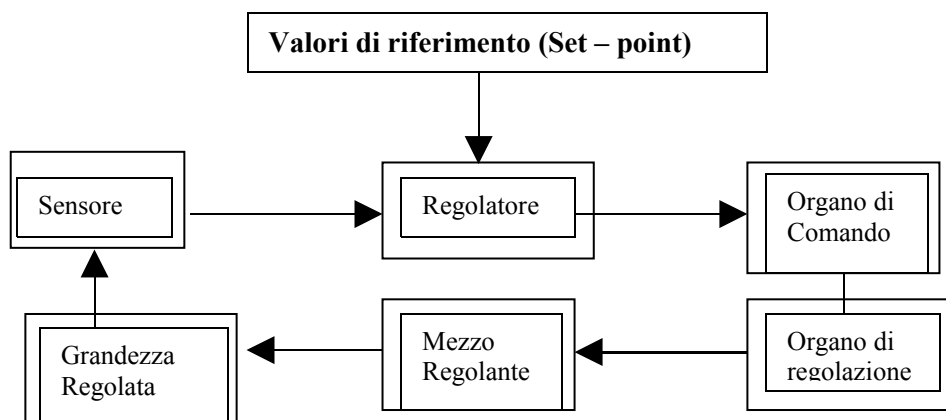 Valori di riferimento (Set – point)
Sensore
Regolatore
Organo di
Comando
Grandezza
Regolata
Mezzo
Regolante
Organo di
regolazione